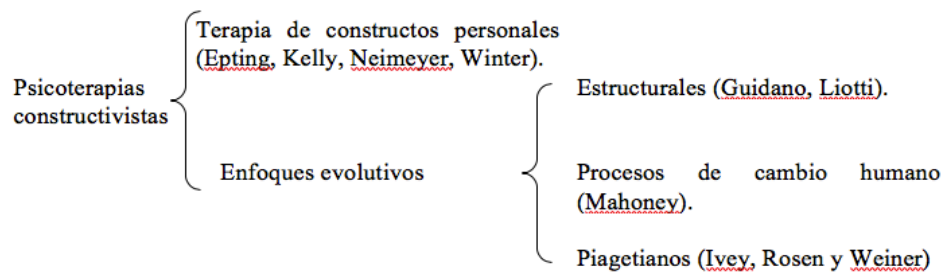 Terapia de constructos personales
(Epting, Kelly, Neimeyer, Winter).
Psicoterapias
constructivistas
Estructurales (Guidano, Liotti).
Enfoques evolutivos
Procesos de cambio humano
(Mahoney).
Piagetianos (Ivey, Rosen y Weiner)